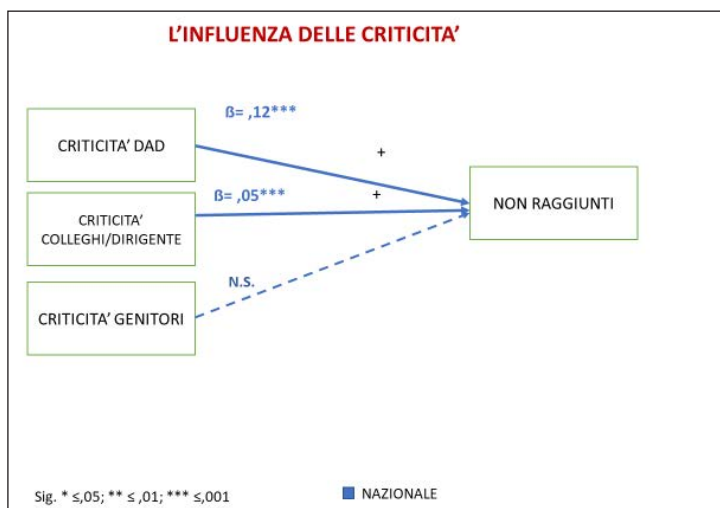 L'INFLUENZA DELLE CRITICITA'
ß= ,12***
CRITICITA' DAD
+
ß= ,05***
+
NON RAGGIUNTI
CRITICITA'
COLLEGHI/DIRIGENTE
N.S.
CRITICITA' GENITORI
Sig. * ≤,05; ** ≤ ,01; *** ≤,001
NAZIONALE